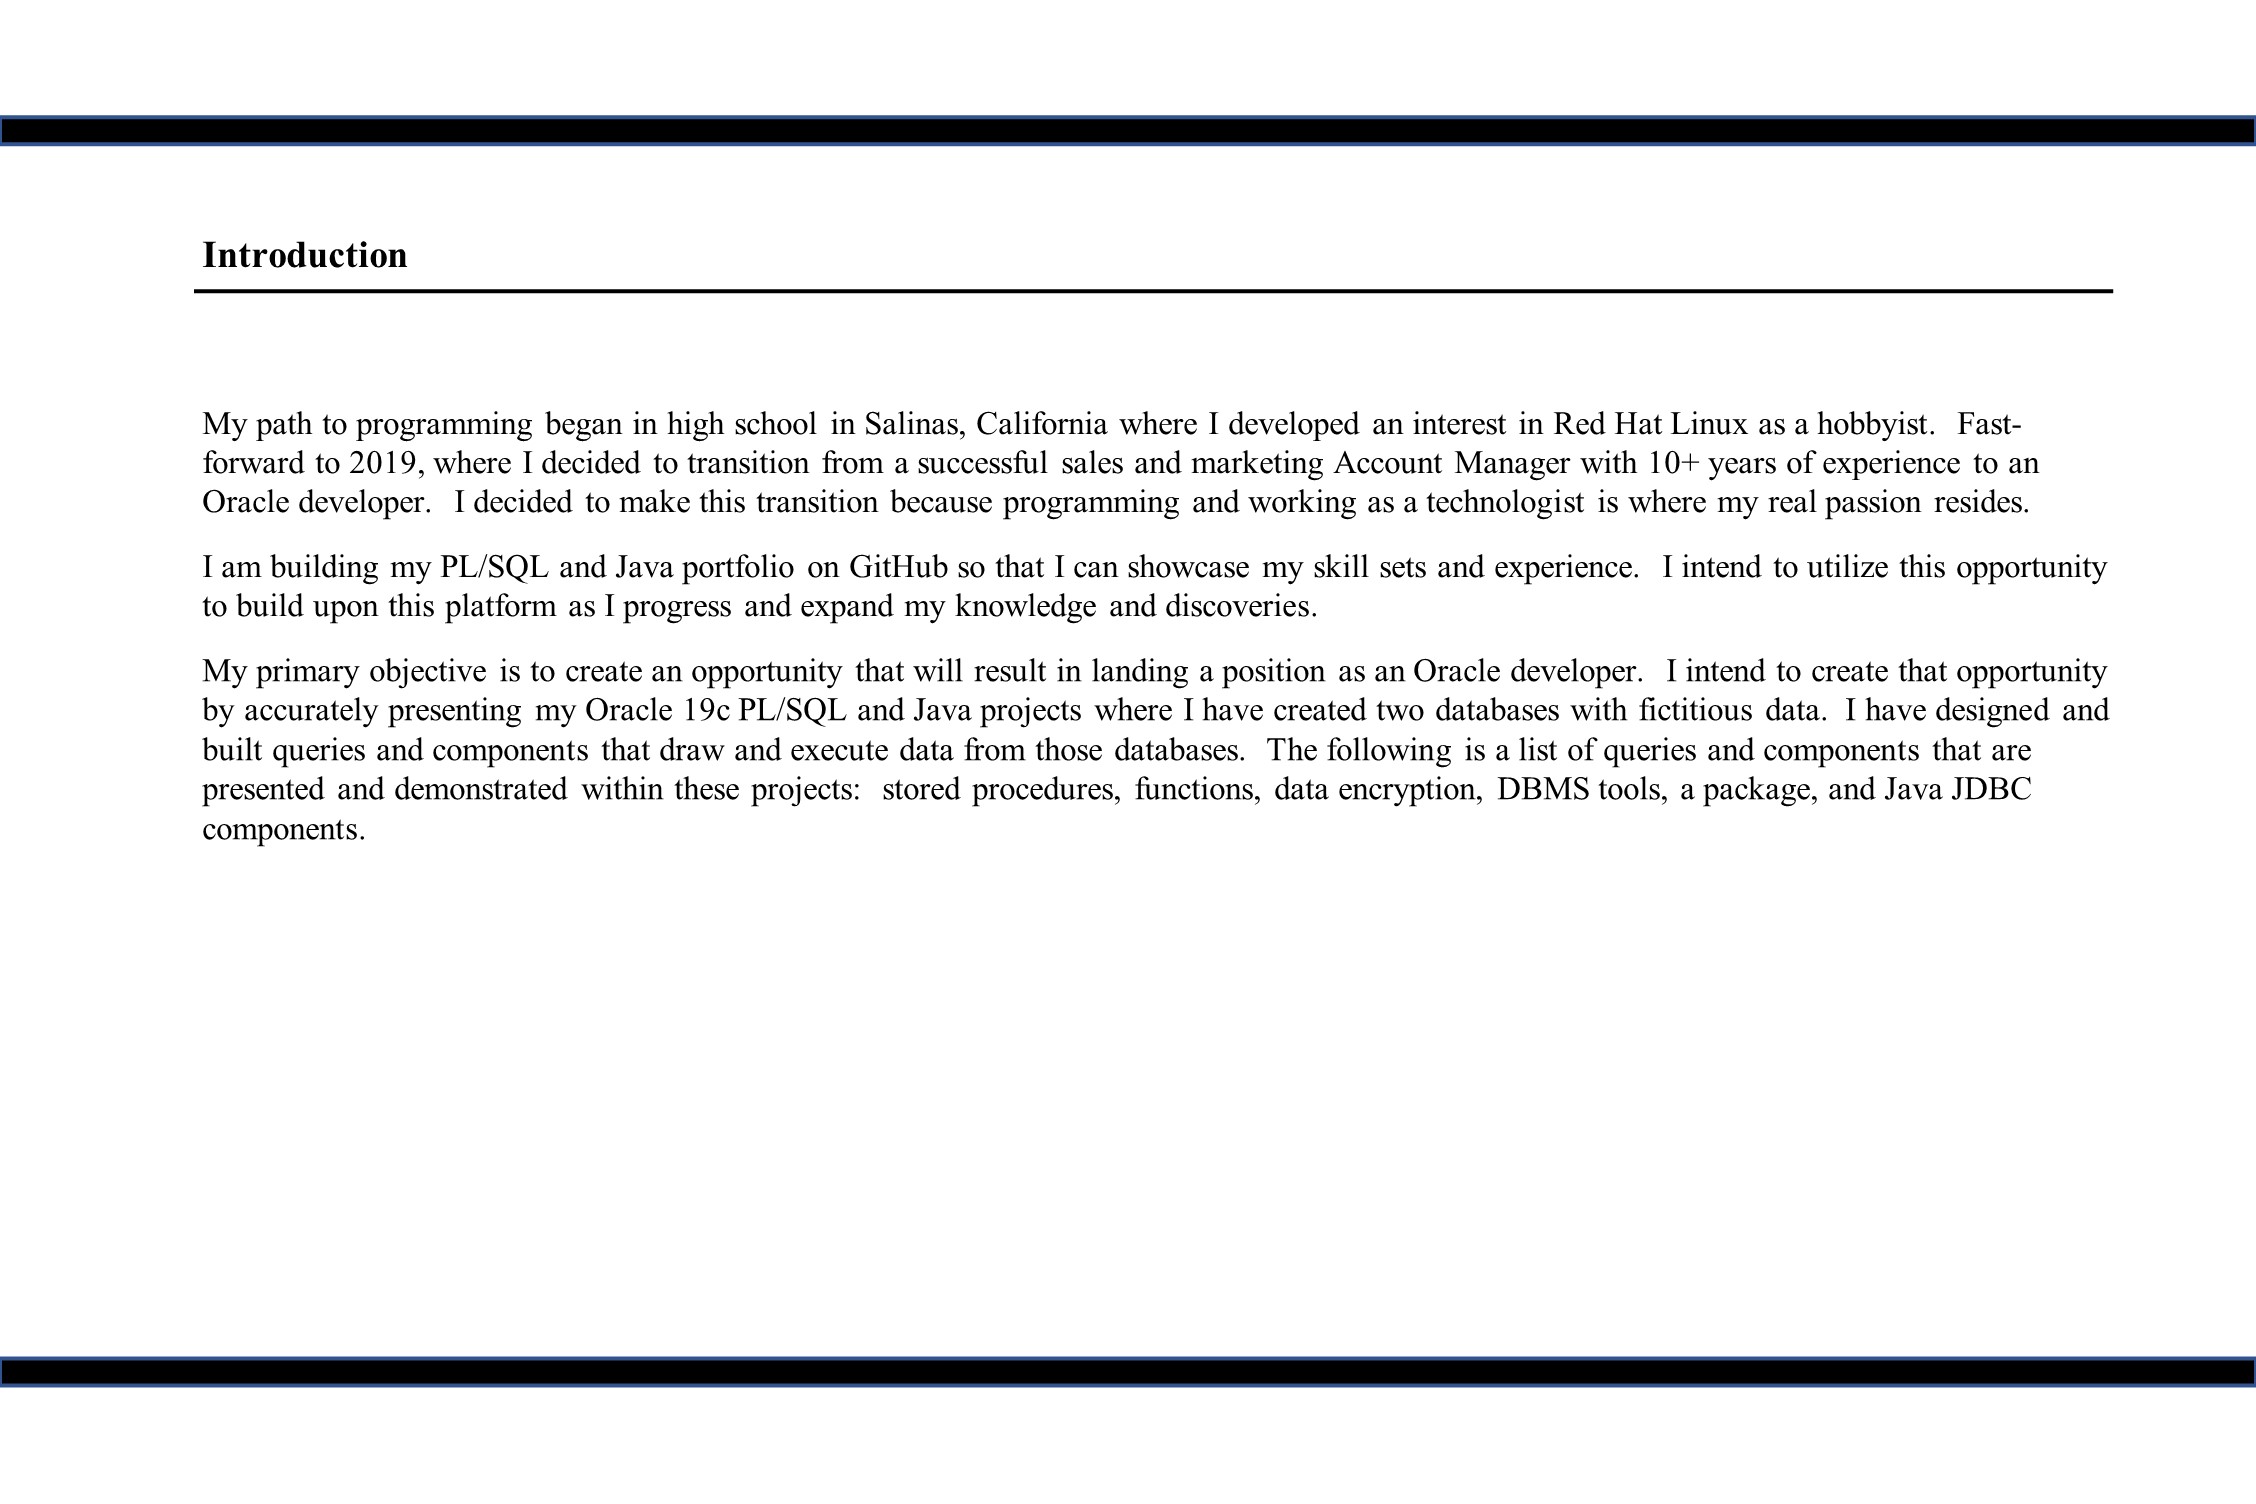 Introduction
My path to programming began in high school in Salinas, California where I developed an interest in Red Hat Linux as a hobbyist.  Fast-
forward to 2019, where I decided to transition from a successful sales and marketing Account Manager with 10+ years of experience to an
Oracle developer.  I decided to make this transition because programming and working as a technologist is where my real passion resides.
I am building my PL/SQL and Java portfolio on GitHub so that I can showcase my skill sets and experience.  I intend to utilize this opportunity
to build upon this platform as I progress and expand my knowledge and discoveries.
My primary objective is to create an opportunity that will result in landing a position as an Oracle developer.  I intend to create that opportunity
by accurately presenting my Oracle 19c PL/SQL and Java projects where I have created two databases with fictitious data.  I have designed and
built queries and components that draw and execute data from those databases.  The following is a list of queries and components that are
presented and demonstrated within these projects:  stored procedures, functions, data encryption, DBMS tools, a package, and Java JDBC
components.